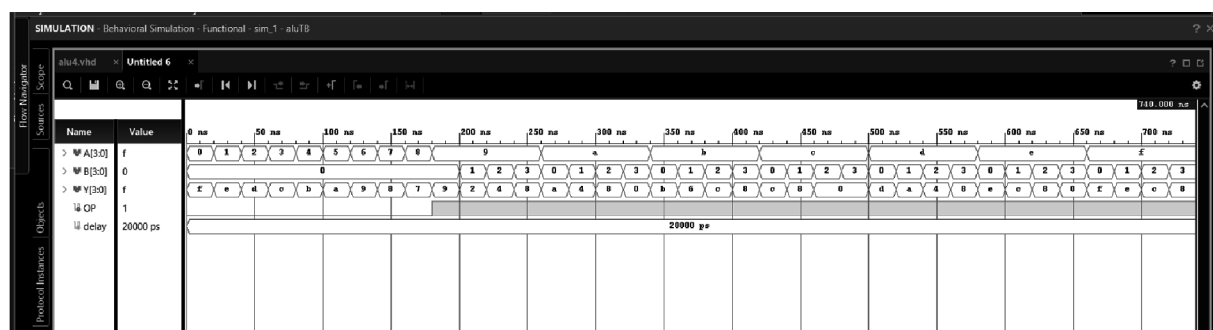 SIMULATION - Behavioral Simulation - Functional - sim_1 - aluTB
alu4.vhd × Untitled 6 ×
Flow Navigator
Scope
Sources
Objects
Protocol Instances
740.000 ns
Name Value 0 ns 50 ns 100 ns 150 ns 200 ns 250 ns 300 ns 350 ns 400 ns 450 ns 500 ns 550 ns 600 ns 650 ns 700 ns
A[3:0] f 0 1 2 3 4 5 6 7 8 9 a b c d e f
B[3:0] 0 0 1 2 3 0 1 2 3 0 1 2 3 0 1 2 3 0 1 2 3 0 1 2 3 0 1 2 3
Y[3:0] f f e d c b a 9 8 7 9 2 4 8 a 4 8 0 b 6 c 8 c 8 0 d a 4 8 e c 8 0 f e c 8
OP 1
delay 20000 ps 20000 ps